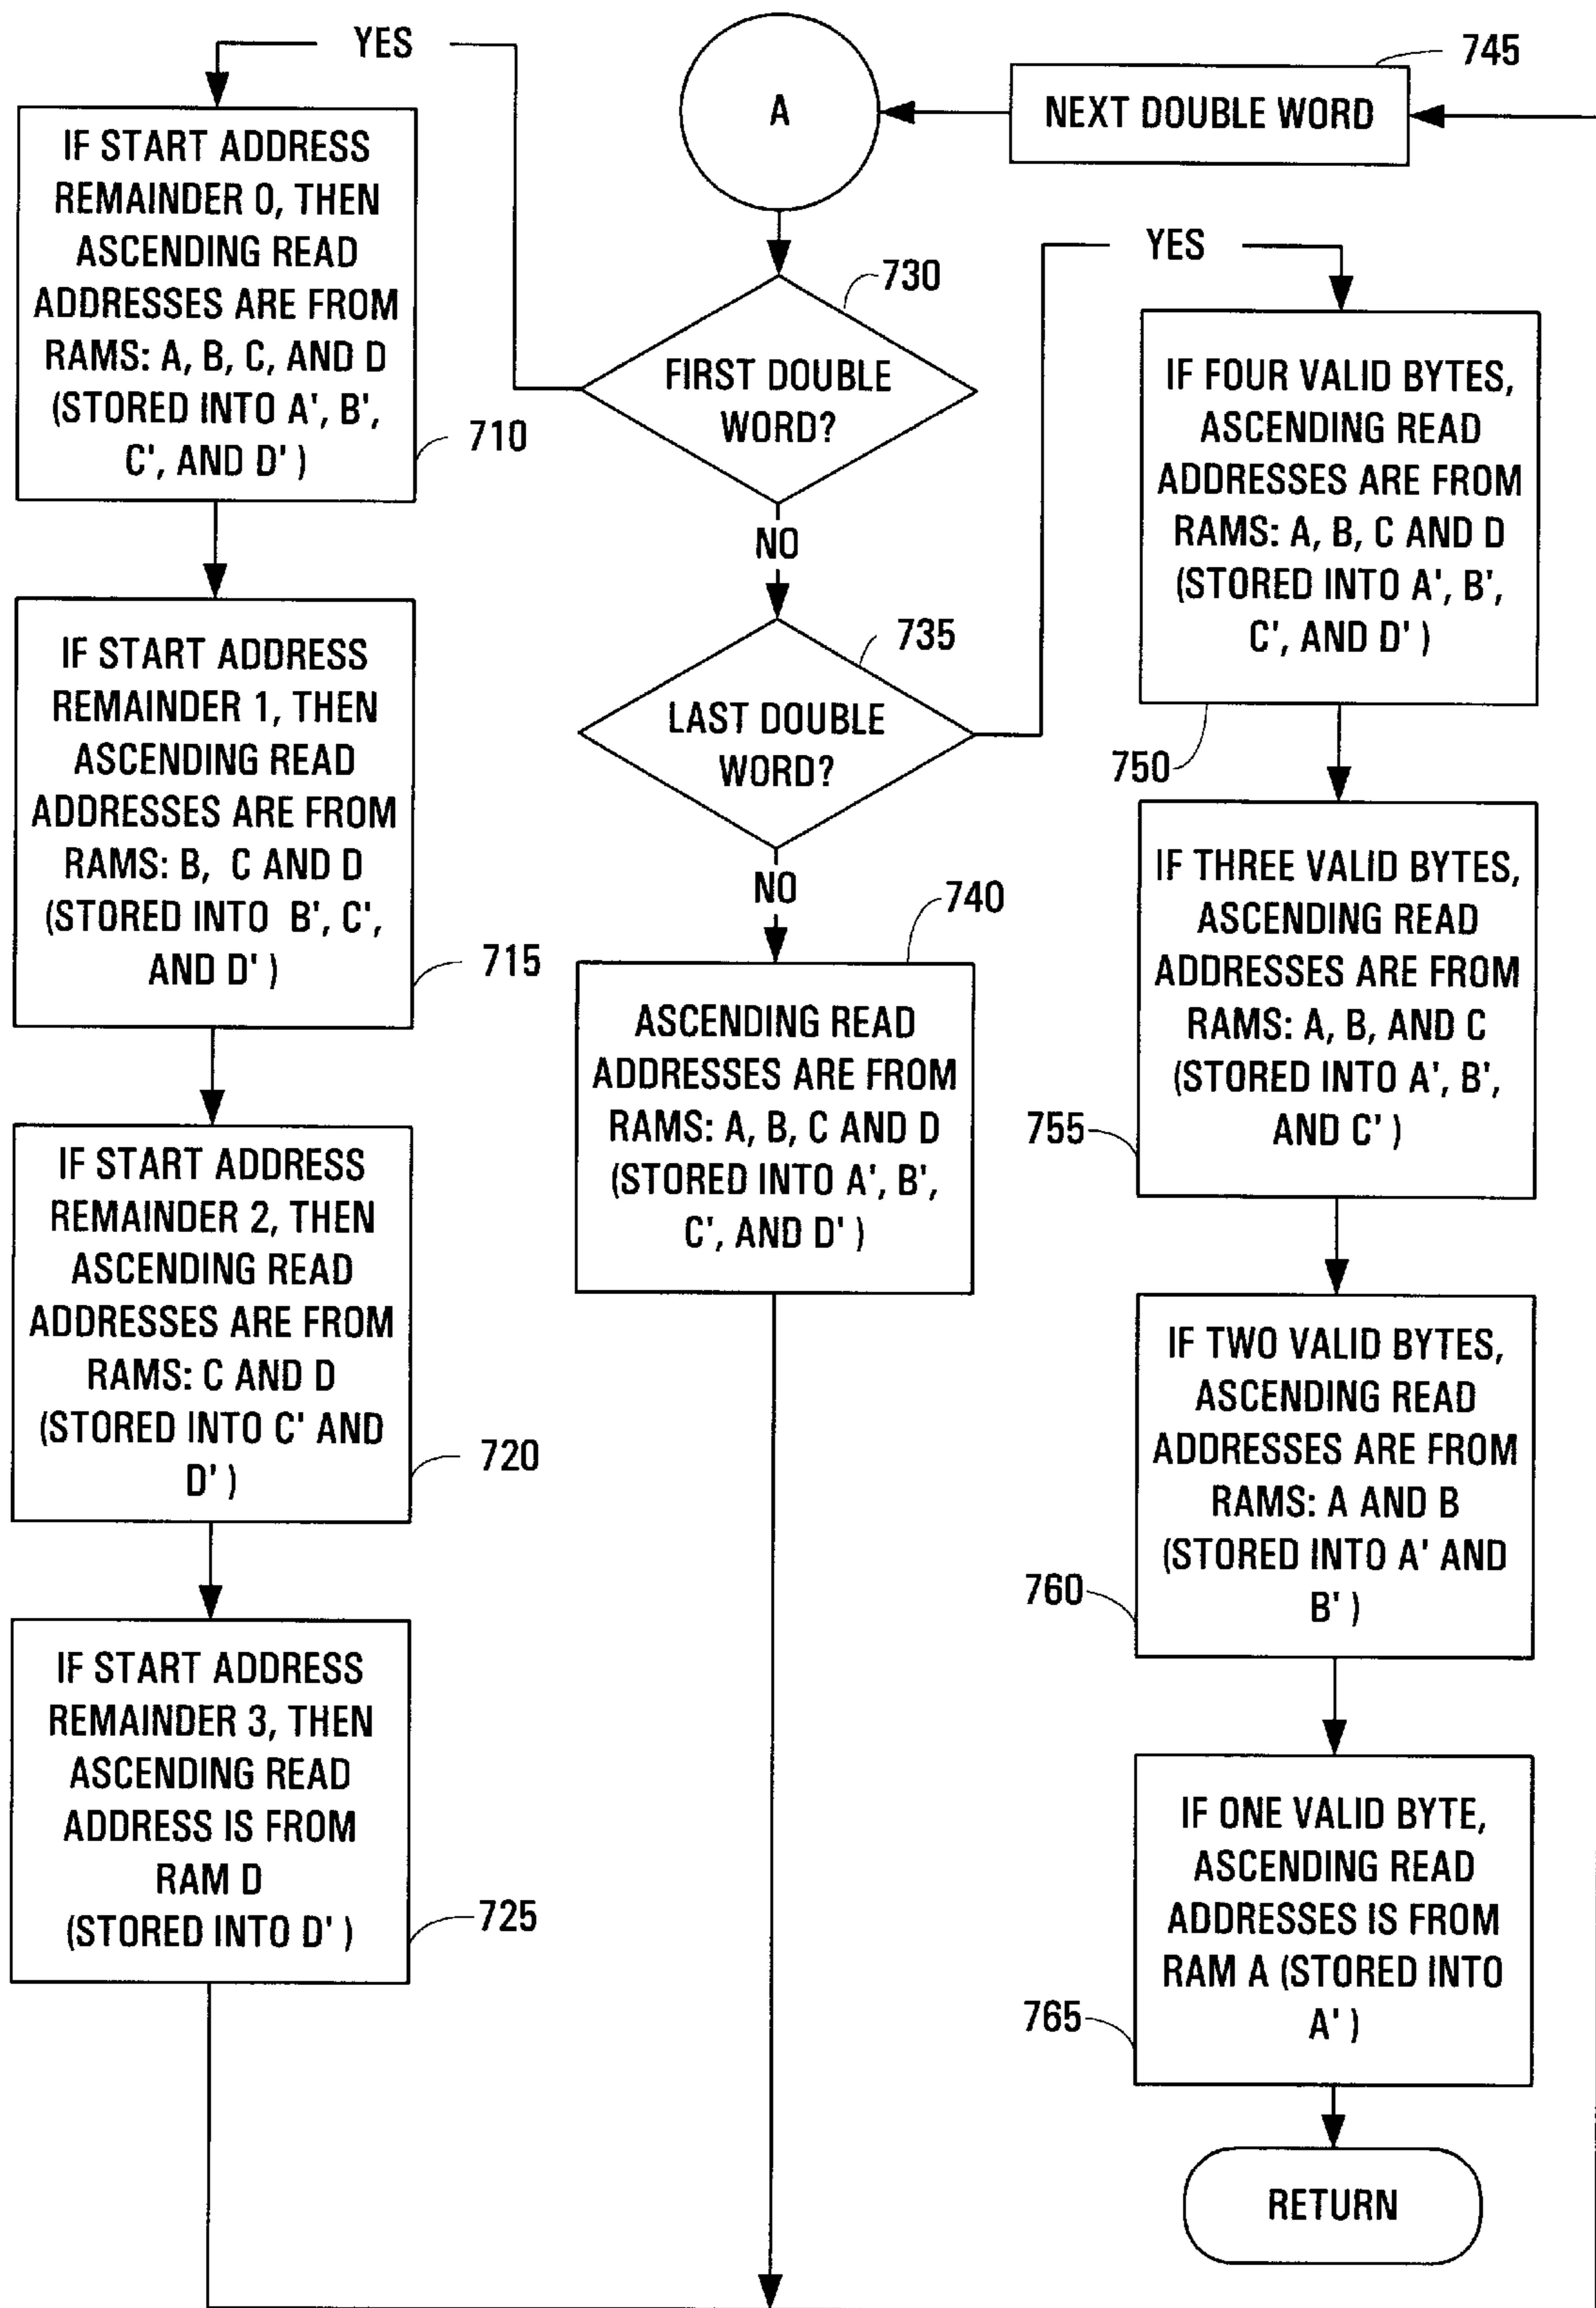 YES
IF START ADDRESS
REMAINDER 0, THEN
ASCENDING READ
ADDRESSES ARE FROM
RAMS: A, B, C, AND D
(STORED INTO A', B',
C', AND D' )
710
IF START ADDRESS
REMAINDER 1, THEN
ASCENDING READ
ADDRESSES ARE FROM
RAMS: B, C AND D
(STORED INTO B', C',
AND D' )
715
IF START ADDRESS
REMAINDER 2, THEN
ASCENDING READ
ADDRESSES ARE FROM
RAMS: C AND D
(STORED INTO C' AND
D' )
720
IF START ADDRESS
REMAINDER 3, THEN
ASCENDING READ
ADDRESS IS FROM
RAM D
(STORED INTO D' )
725
A
745
NEXT DOUBLE WORD
730
FIRST DOUBLE
WORD?
NO
735
LAST DOUBLE
WORD?
NO
740
ASCENDING READ
ADDRESSES ARE FROM
RAMS: A, B, C AND D
(STORED INTO A', B',
C', AND D' )
YES
IF FOUR VALID BYTES,
ASCENDING READ
ADDRESSES ARE FROM
RAMS: A, B, C AND D
(STORED INTO A', B',
C', AND D' )
750
IF THREE VALID BYTES,
ASCENDING READ
ADDRESSES ARE FROM
RAMS: A, B, AND C
(STORED INTO A', B',
AND C' )
755
IF TWO VALID BYTES,
ASCENDING READ
ADDRESSES ARE FROM
RAMS: A AND B
(STORED INTO A' AND
B' )
760
IF ONE VALID BYTE,
ASCENDING READ
ADDRESSES IS FROM
RAM A (STORED INTO
A' )
765
RETURN